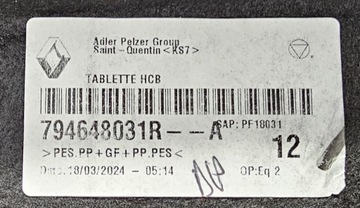 Adler Pelzer Group
Saint-Quentin <KS7>
TABLETTE HCB
794648031R--A
SAP: PF18031
>PES.PP+GF+PP.PES<
12
Date: 18/03/2024 - 05:14
OP:Eq 2